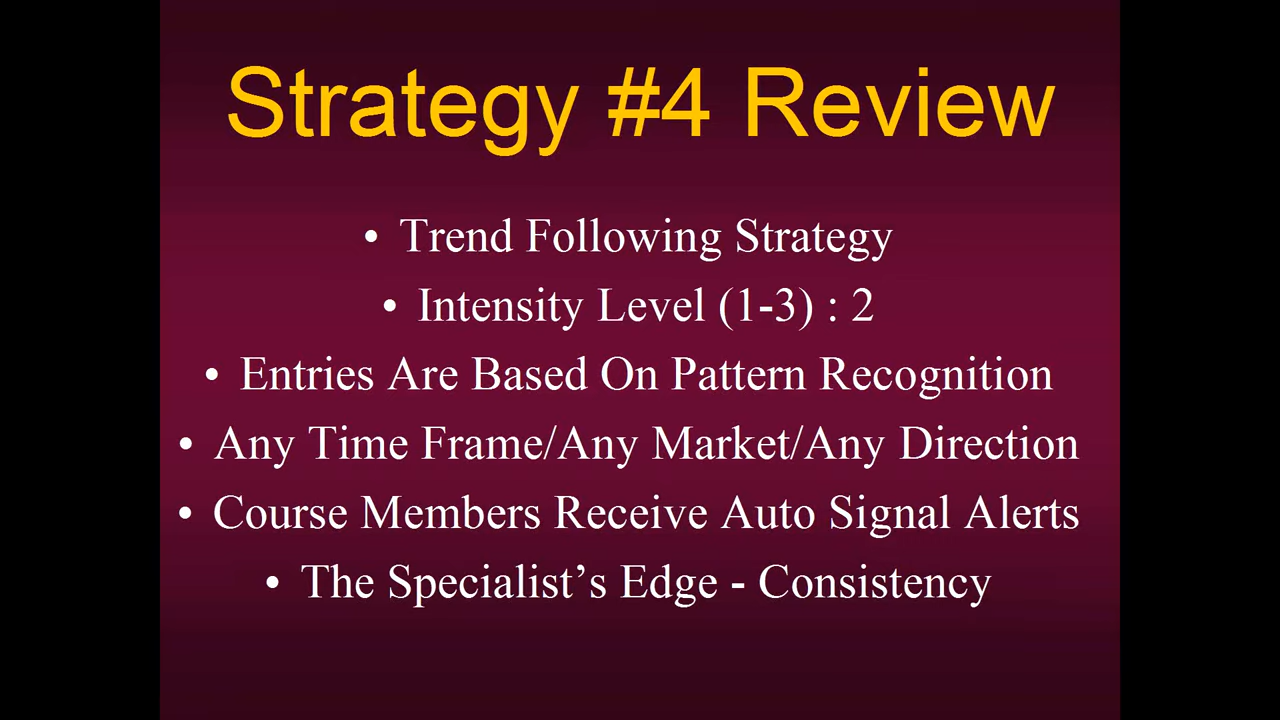 Strategy #4 Review
• Trend Following Strategy
• Intensity Level (1-3) : 2
• Entries Are Based On Pattern Recognition
• Any Time Frame/Any Market/Any Direction
• Course Members Receive Auto Signal Alerts
• The Specialist’s Edge - Consistency